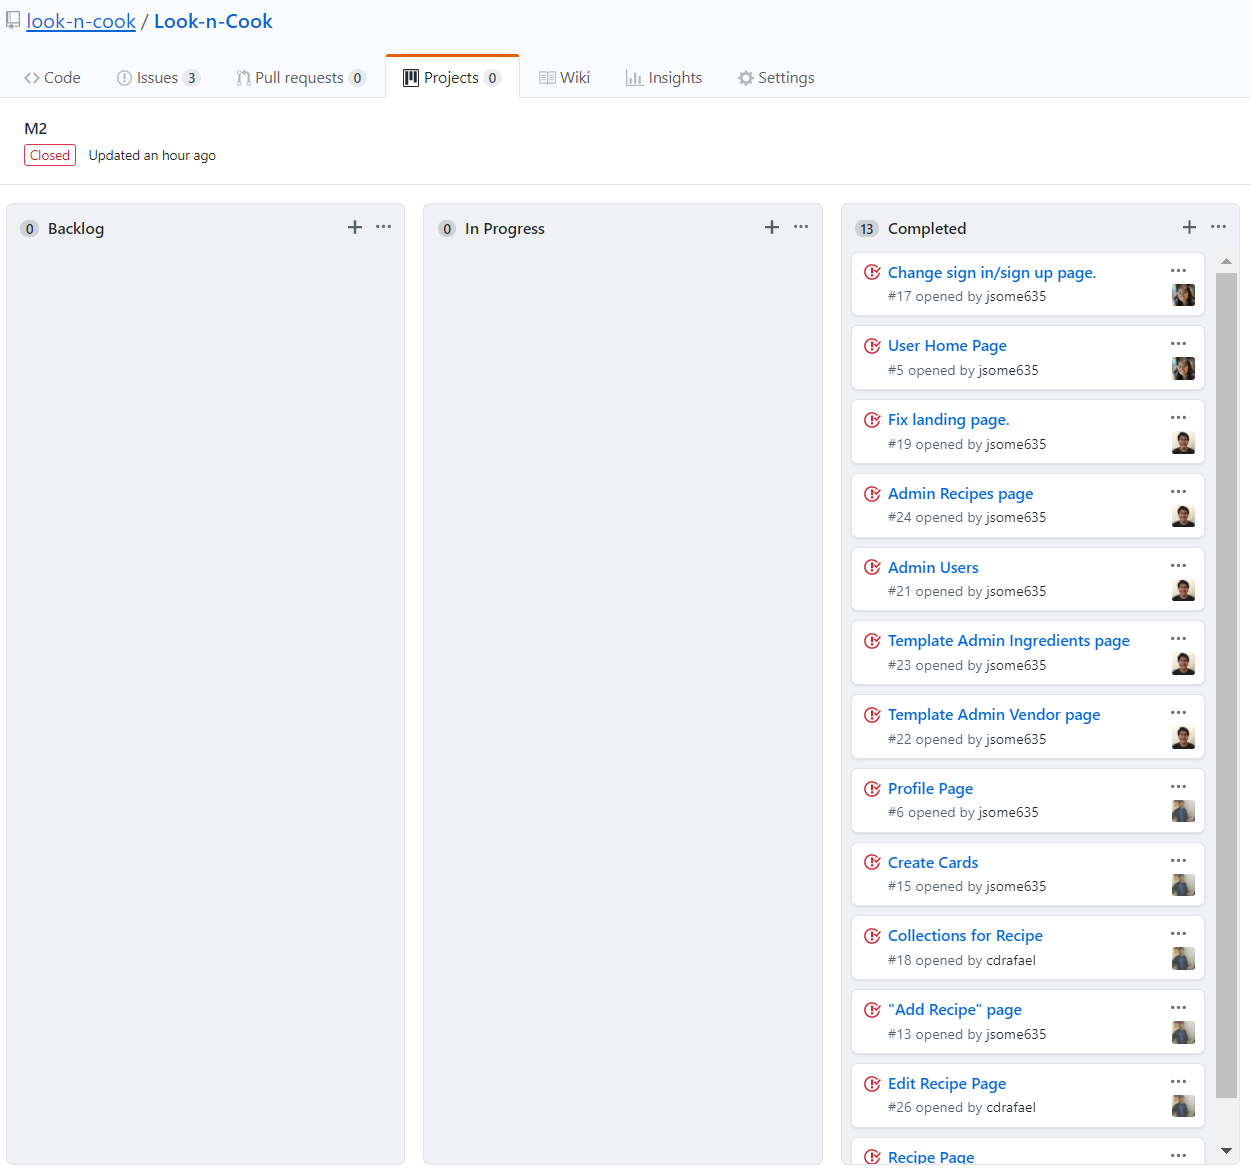 look-n-cook / Look-n-Cook
Code Issues 3 Pull requests 0 Projects 0 Wiki Insights Settings
M2
Closed Updated an hour ago
0 Backlog
0 In Progress
13 Completed
Change sign in/sign up page.
#17 opened by jsome635
User Home Page
#5 opened by jsome635
Fix landing page.
#19 opened by jsome635
Admin Recipes page
#24 opened by jsome635
Admin Users
#21 opened by jsome635
Template Admin Ingredients page
#23 opened by jsome635
Template Admin Vendor page
#22 opened by jsome635
Profile Page
#6 opened by jsome635
Create Cards
#15 opened by jsome635
Collections for Recipe
#18 opened by cdrafael
"Add Recipe" page
#13 opened by jsome635
Edit Recipe Page
#26 opened by cdrafael
Recipe Page